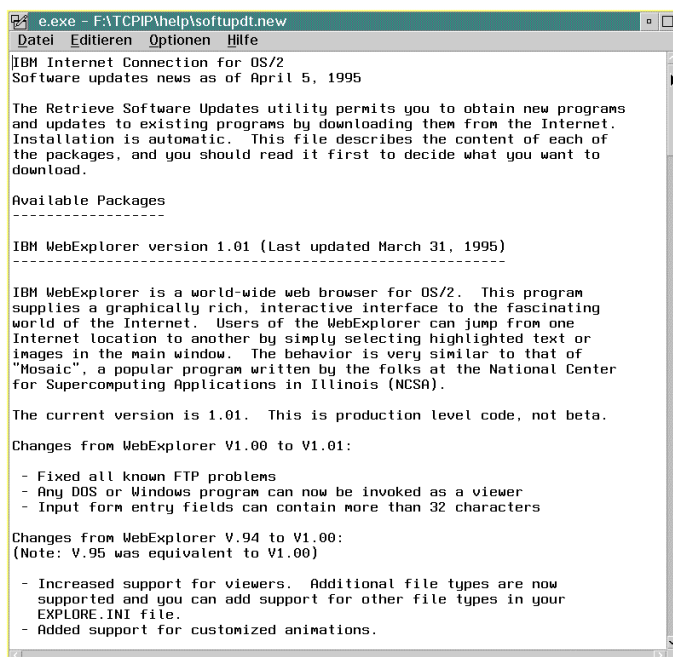 e.exe - F:\TCPIP\help\softupdt.new
Datei Editieren Optionen Hilfe
IBM Internet Connection for OS/2
Software updates news as of April 5, 1995
The Retrieve Software Updates utility permits you to obtain new programs
and updates to existing programs by downloading them from the Internet.
Installation is automatic.  This file describes the content of each of
the packages, and you should read it first to decide what you want to
download.
Available Packages
------------------
IBM WebExplorer version 1.01 (Last updated March 31, 1995)
----------------------------------------------------------
IBM WebExplorer is a world-wide web browser for OS/2.  This program
supplies a graphically rich, interactive interface to the fascinating
world of the Internet.  Users of the WebExplorer can jump from one
Internet location to another by simply selecting highlighted text or
images in the main window.  The behavior is very similar to that of
"Mosaic", a popular program written by the folks at the National Center
for Supercomputing Applications in Illinois (NCSA).
The current version is 1.01.  This is production level code, not beta.
Changes from WebExplorer V1.00 to V1.01:
- Fixed all known FTP problems
- Any DOS or Windows program can now be invoked as a viewer
- Input form entry fields can contain more than 32 characters
Changes from WebExplorer V.94 to V1.00:
(Note: V.95 was equivalent to V1.00)
- Increased support for viewers.  Additional file types are now
supported and you can add support for other file types in your
EXPLORE.INI file.
- Added support for customized animations.